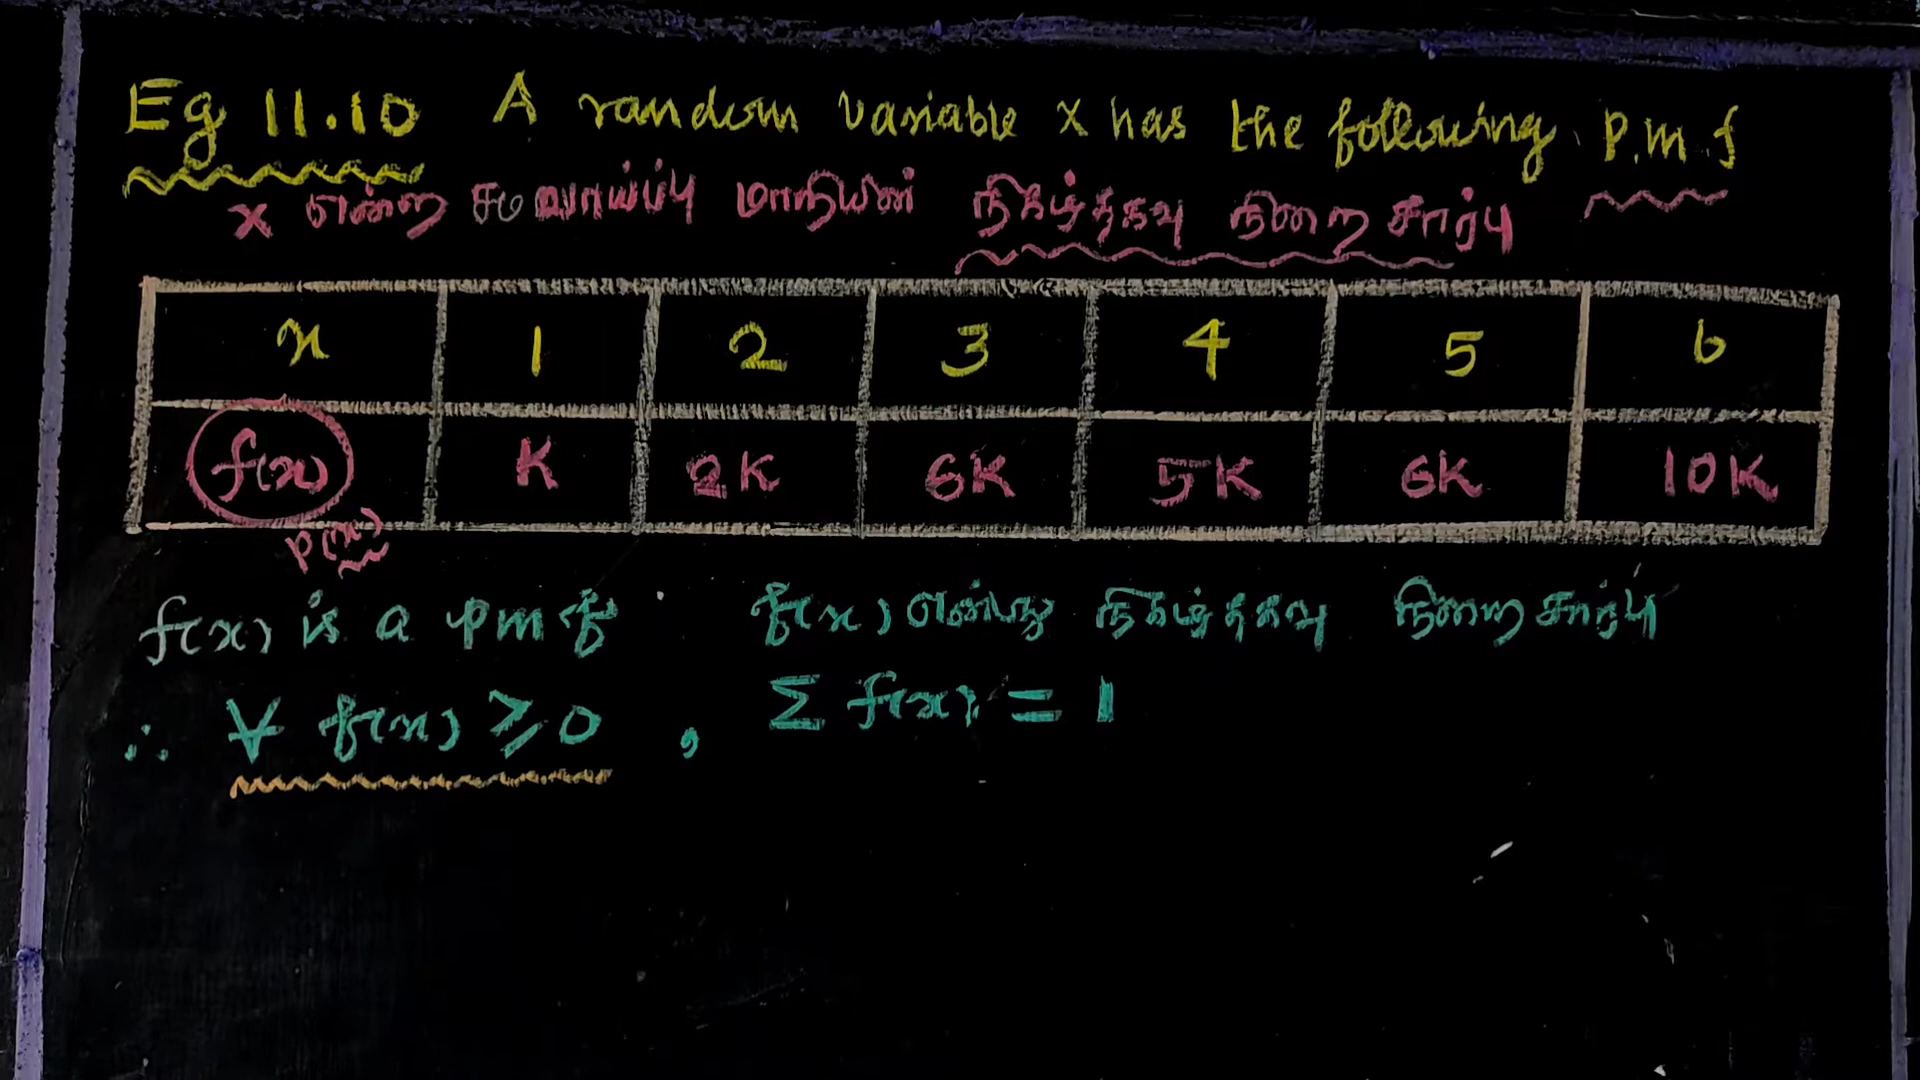 Eg 11.10 A random variable x has the following p.m.f
x என்ற சமவாய்ப்பு மாறியின் நிகழ்தகவு நிறை சார்பு
x 1 2 3 4 5 6
f(x) K 2K 6K 5K 6K 10K
p(x)
f(x) is a pmf f(x) என்பது நிகழ்தகவு நிறை சார்பு
∴ ∀ f(x) ≥ 0 , Σ f(x) = 1